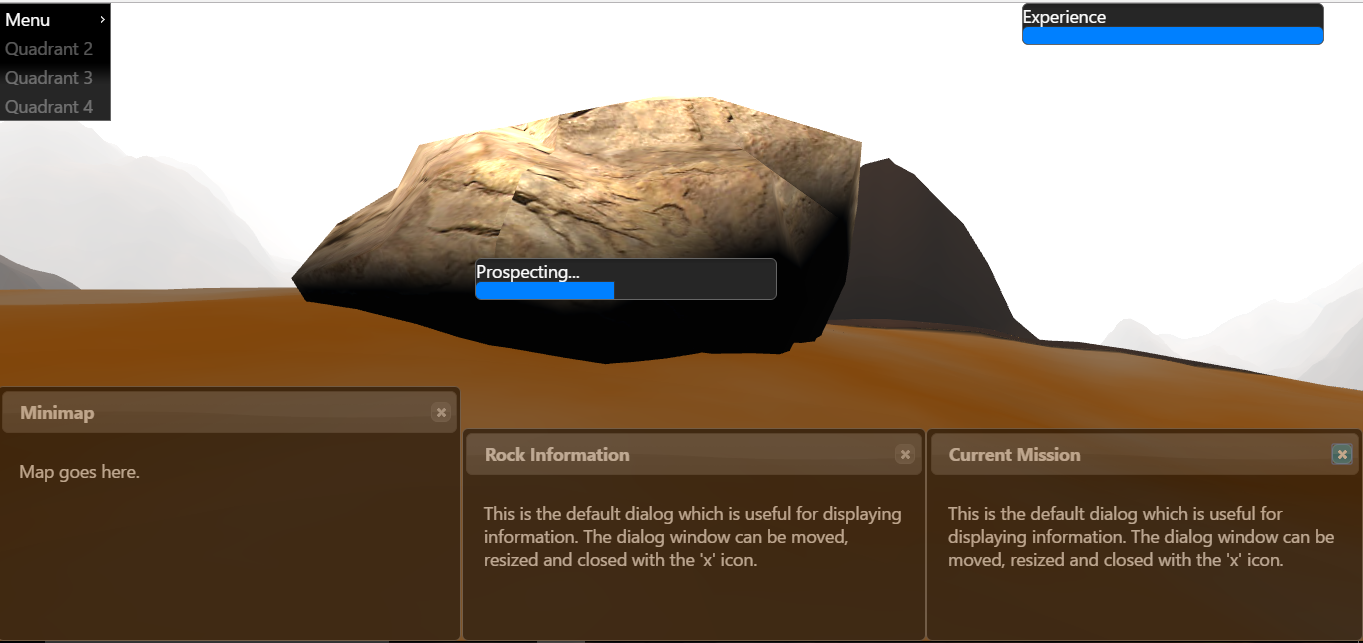 Menu
Quadrant 2
Quadrant 3
Quadrant 4
Experience
Prospecting...
Minimap
Map goes here.
Rock Information
This is the default dialog which is useful for displaying
information. The dialog window can be moved,
resized and closed with the 'x' icon.
Current Mission
This is the default dialog which is useful for
displaying information. The dialog window can be
moved, resized and closed with the 'x' icon.